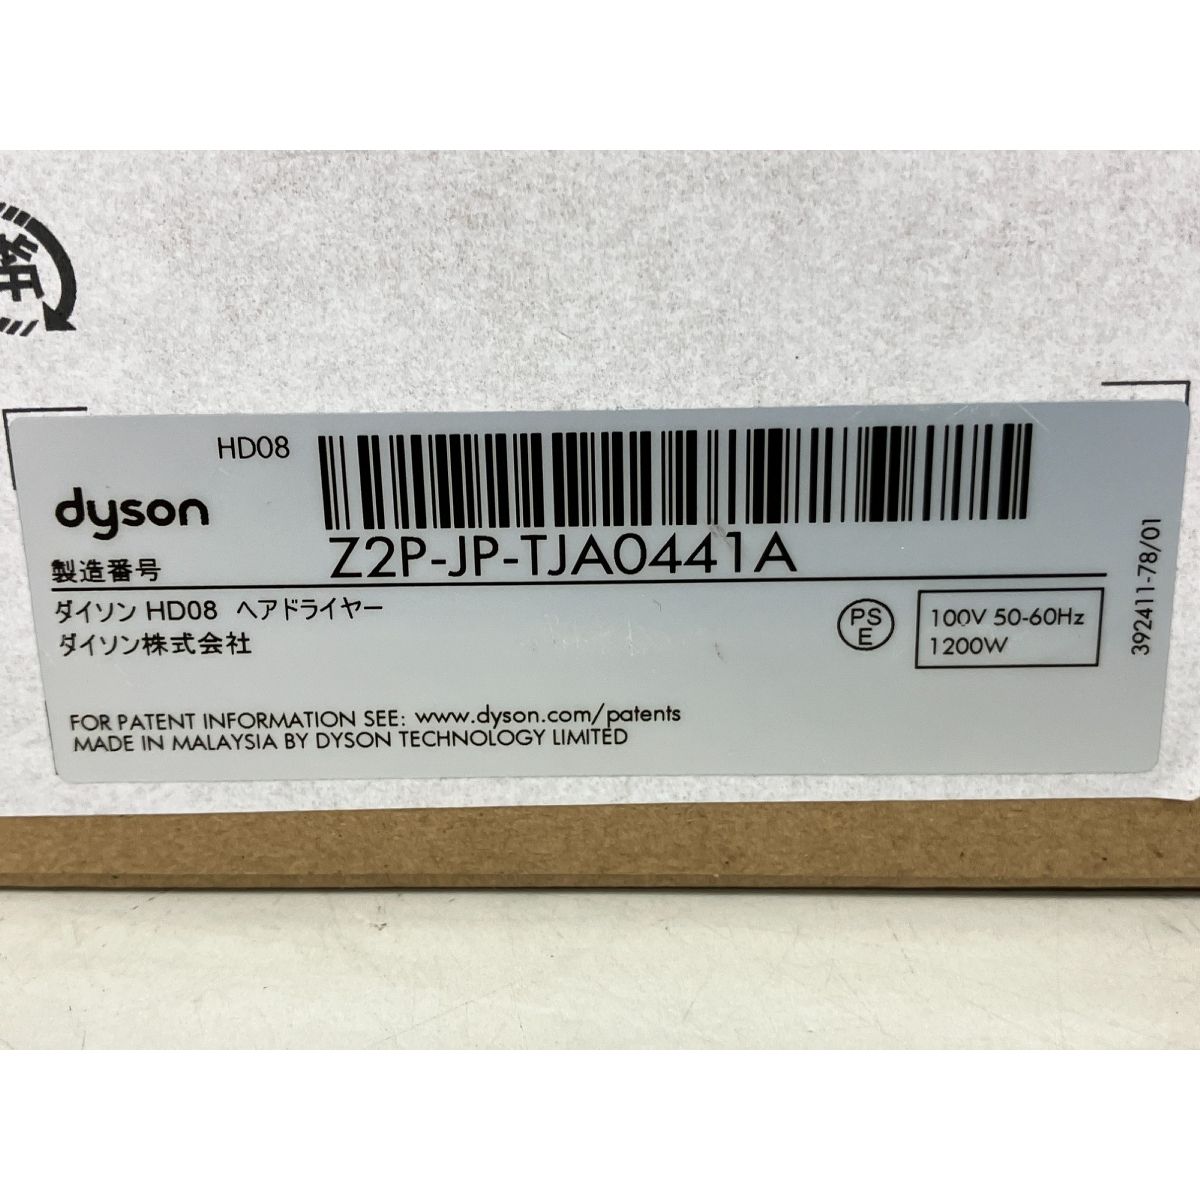 HD08
dyson
製造番号
Z2P-JP-TJA0441A
ダイソン HD08 ヘアドライヤー
ダイソン株式会社
PS
E
100V 50-60Hz
1200W
392411-78/01
FOR PATENT INFORMATION SEE: www.dyson.com/patents
MADE IN MALAYSIA BY DYSON TECHNOLOGY LIMITED